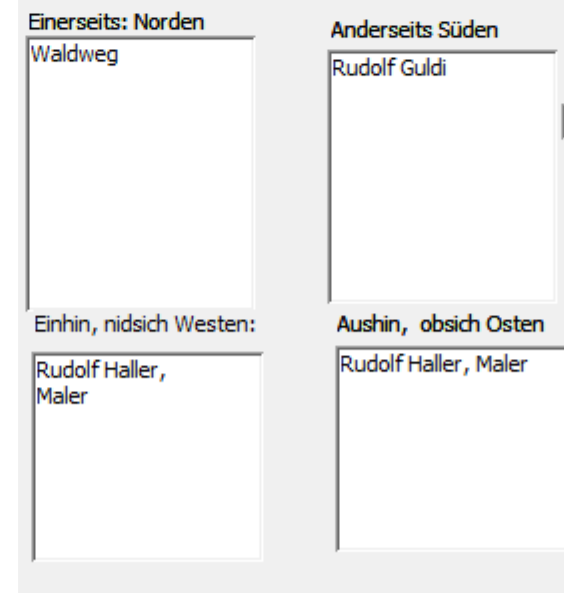 Einerseits: Norden
Waldweg
Anderseits Süden
Rudolf Guldi
Einhin, nidsich Westen:
Rudolf Haller,
Maler
Aushin, obsich Osten
Rudolf Haller, Maler